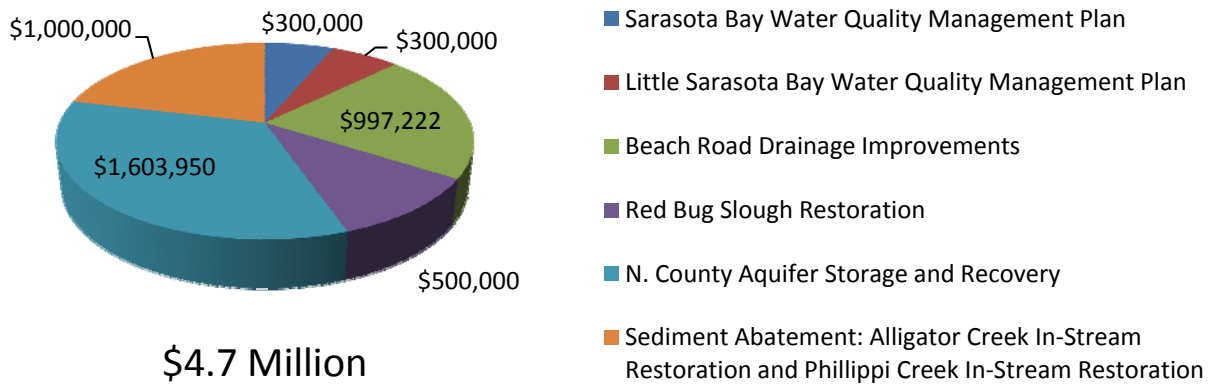 $1,000,000
$300,000
$300,000
$997,222
$1,603,950
$500,000
$4.7 Million
Sarasota Bay Water Quality Management Plan
Little Sarasota Bay Water Quality Management Plan
Beach Road Drainage Improvements
Red Bug Slough Restoration
N. County Aquifer Storage and Recovery
Sediment Abatement: Alligator Creek In-Stream
Restoration and Phillippi Creek In-Stream Restoration